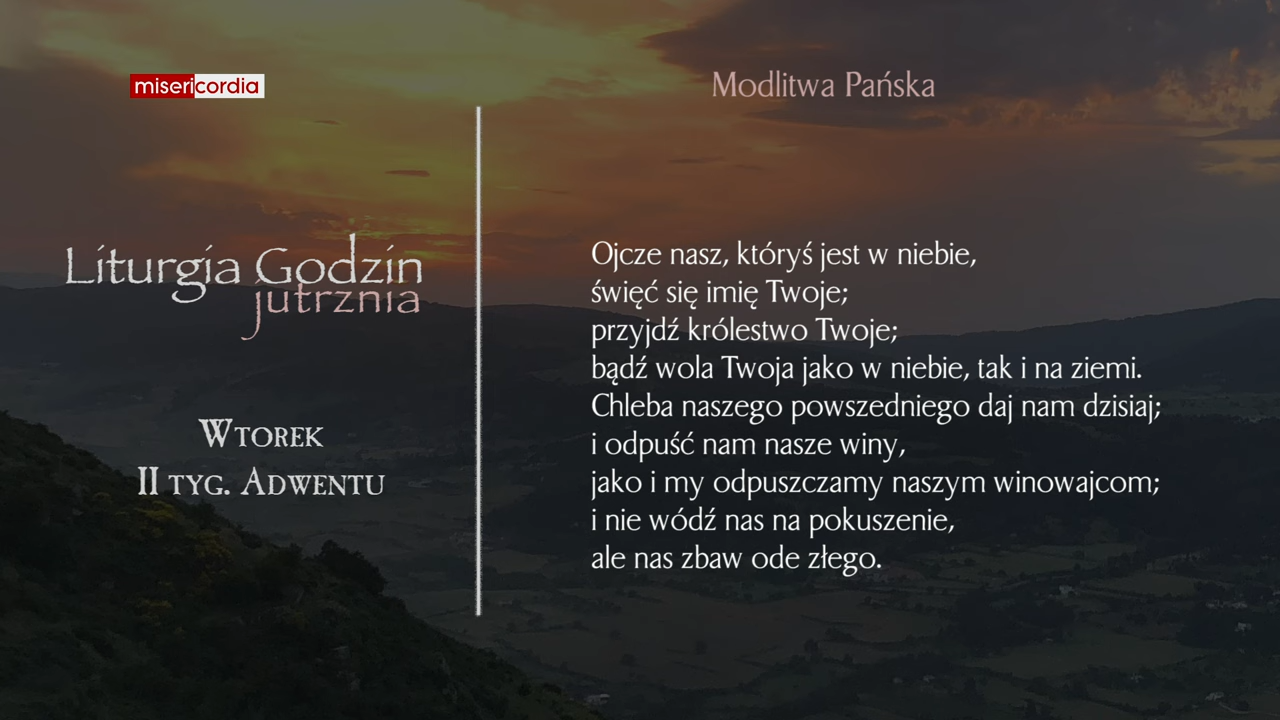 misericordia
Liturgia Godzin
jutrznia
Wtorek
II tyg. Adwentu
Modlitwa Pańska
Ojcze nasz, któryś jest w niebie,
święć się imię Twoje;
przyjdź królestwo Twoje;
bądź wola Twoja jako w niebie, tak i na ziemi.
Chleba naszego powszedniego daj nam dzisiaj;
i odpuść nam nasze winy,
jako i my odpuszczamy naszym winowajcom;
i nie wódź nas na pokuszenie,
ale nas zbaw ode złego.